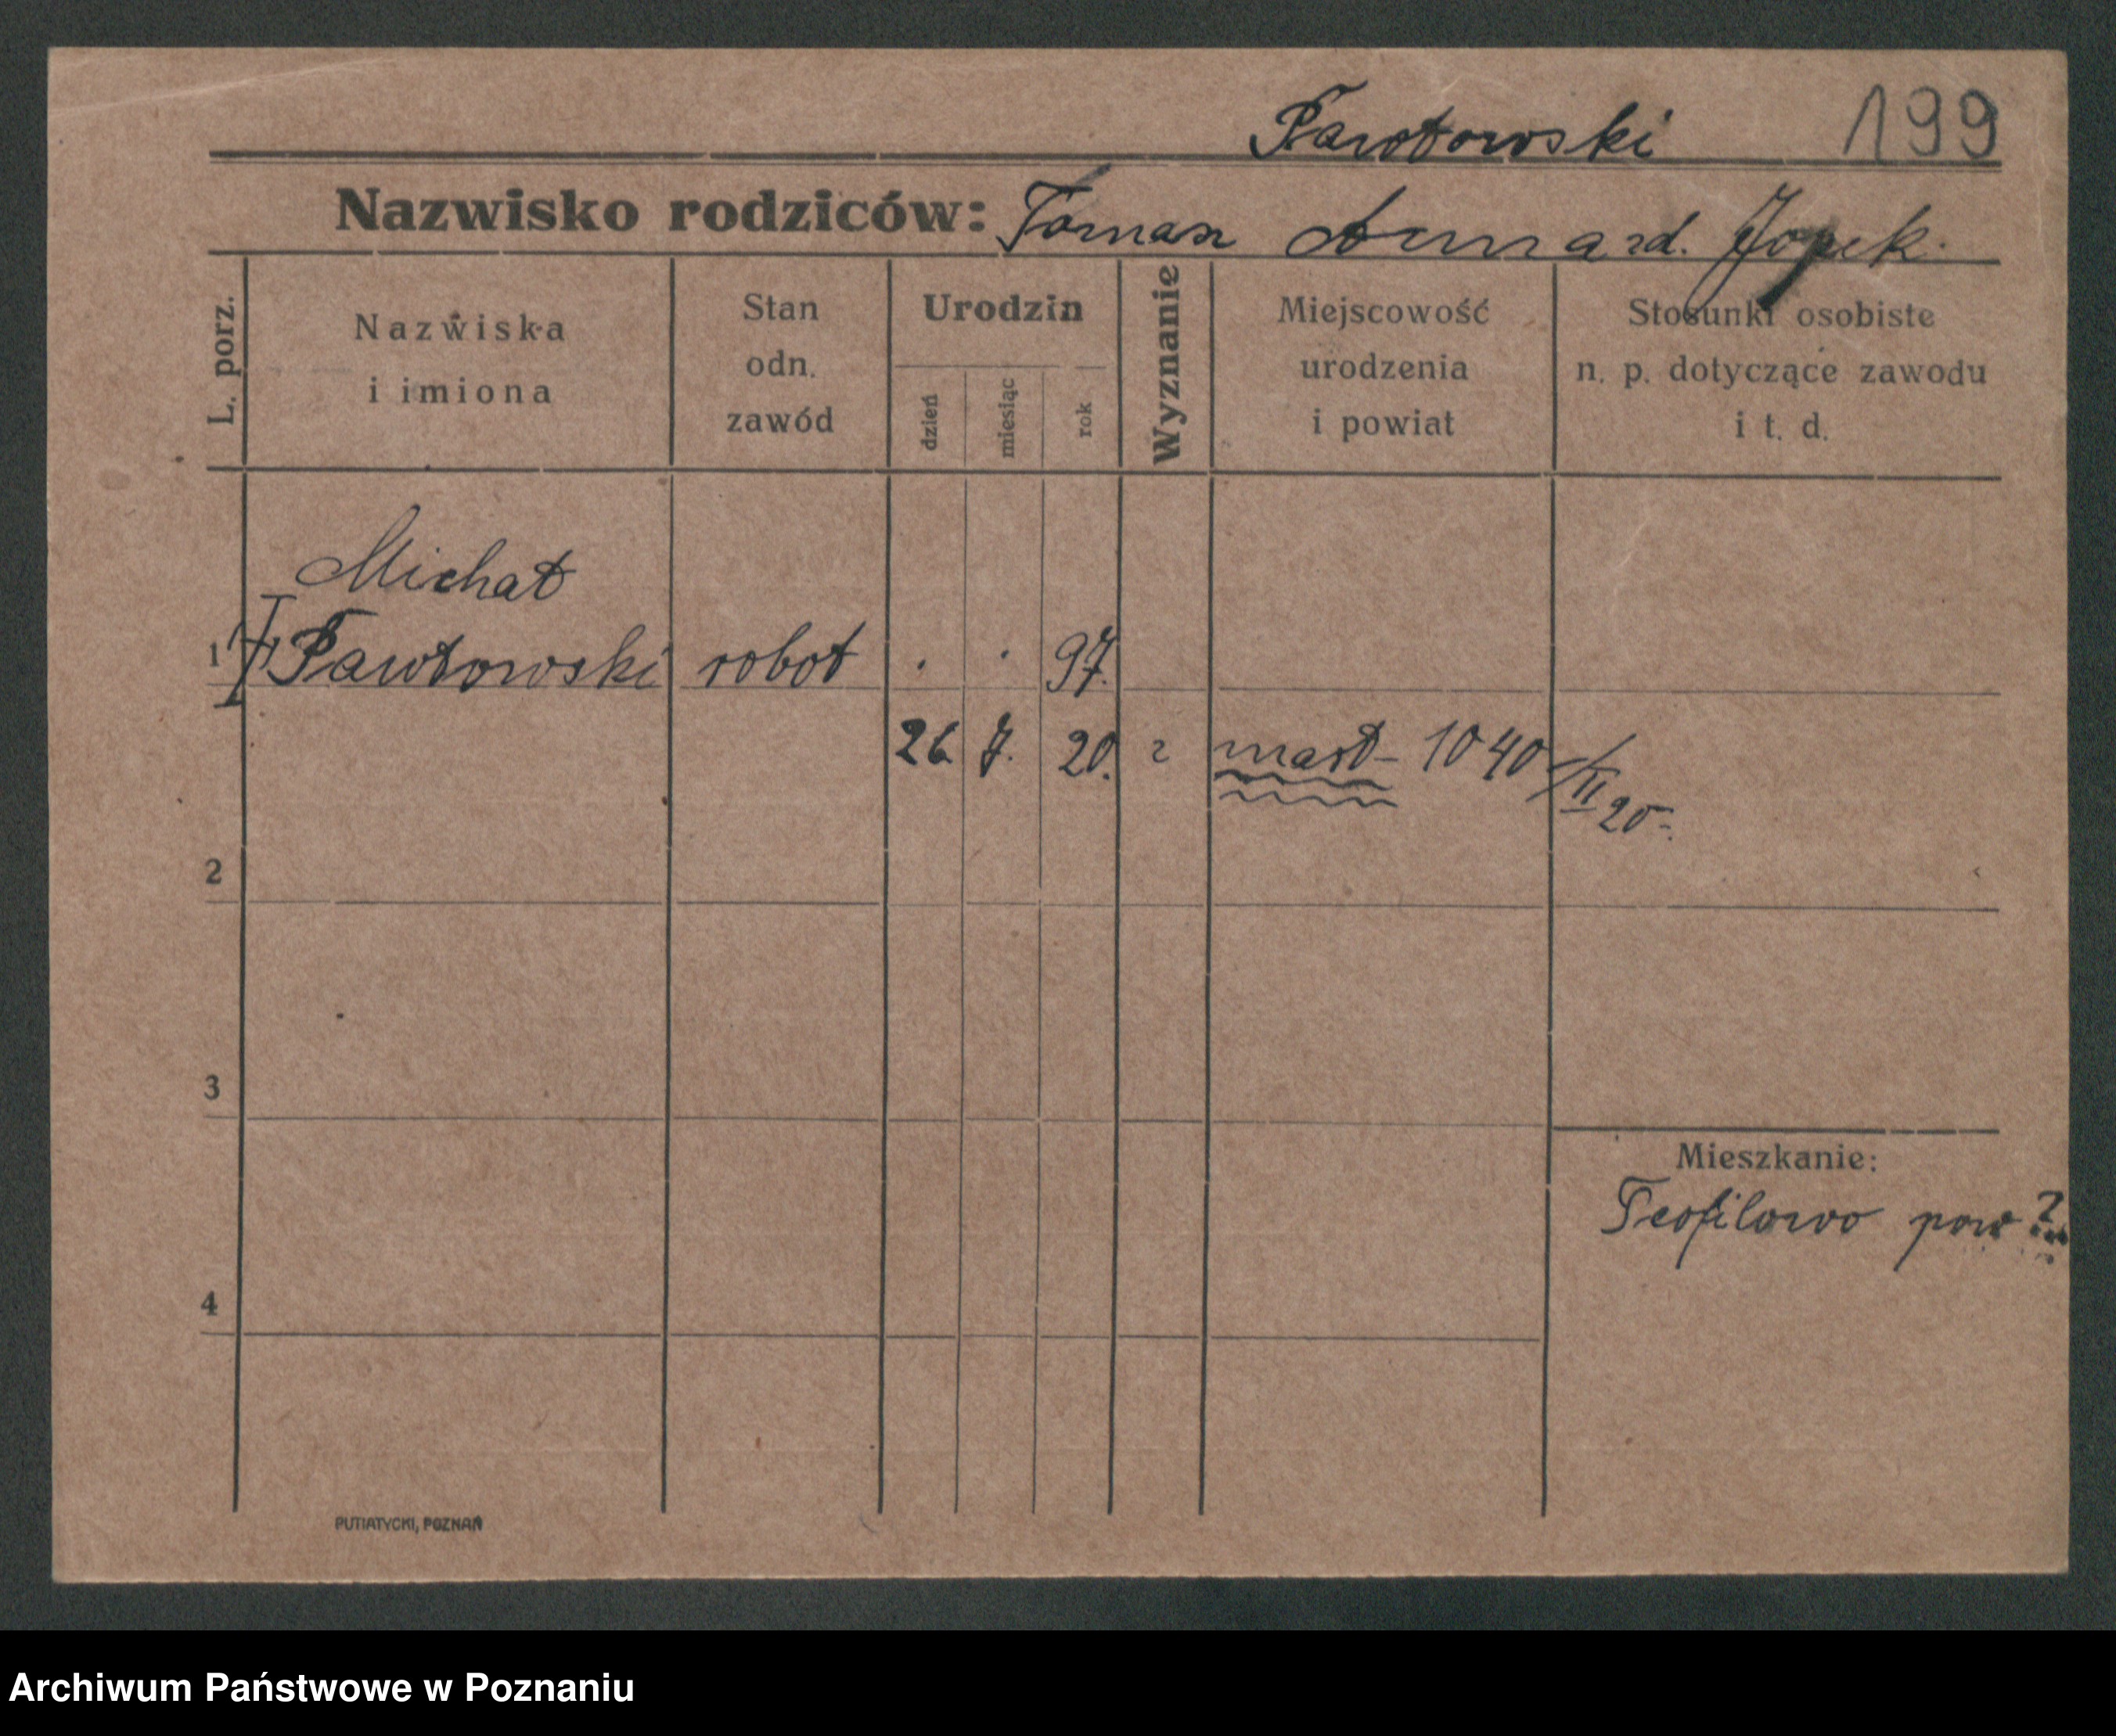 Pawłowski 199
Nazwisko rodziców: Tomasz Anna zd. Jopek.
L. porz.
Nazwiska
i imiona
Stan
odn.
zawód
Urodzin
dzień
miesiąc
rok
Wyznanie
Miejscowość
urodzenia
i powiat
Stosunki osobiste
n. p. dotyczące zawodu
i t. d.
Michał
1 Pawłowski robot . . 97.
26 7. 20. zmarł - 1040/II 20.
2
3
Mieszkanie:
Teofilowo pow ?
4
PUTIATYCKI, POZNAŃ
Archiwum Państwowe w Poznaniu